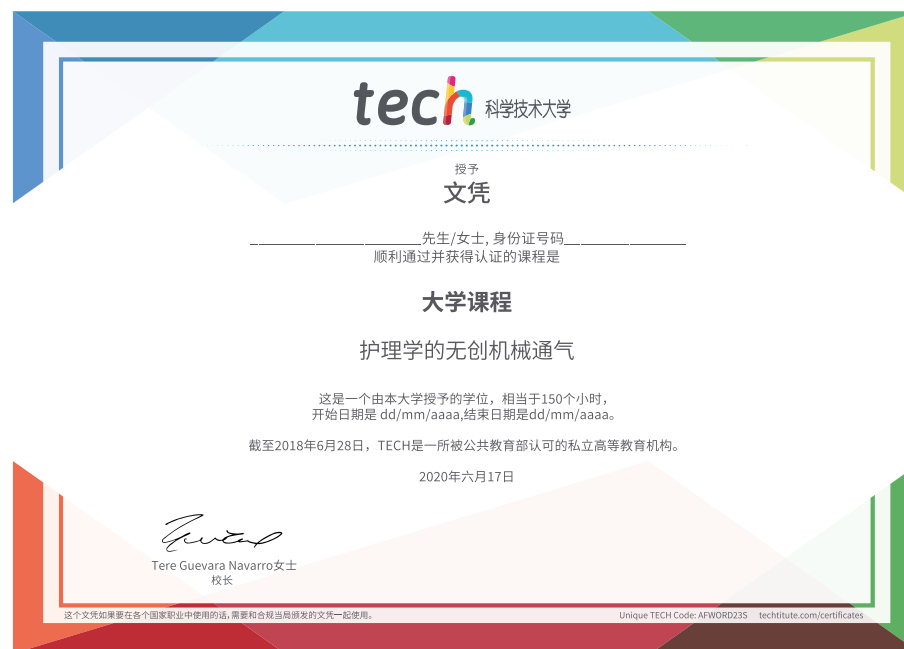 tech 科学技术大学
授予
文凭
______________________先生/女士, 身份证号码________________
顺利通过并获得认证的课程是
大学课程
护理学的无创机械通气
这是一个由本大学授予的学位，相当于150个小时，
开始日期是 dd/mm/aaaa,结束日期是dd/mm/aaaa。
截至2018年6月28日，TECH是一所被公共教育部认可的私立高等教育机构。
2020年六月17日
Tere Guevara Navarro女士
校长
这个文凭如果要在各个国家职业中使用的话,需要和合规当局颁发的文凭一起使用。
Unique TECH Code: AFWORD23S techtitute.com/certificates